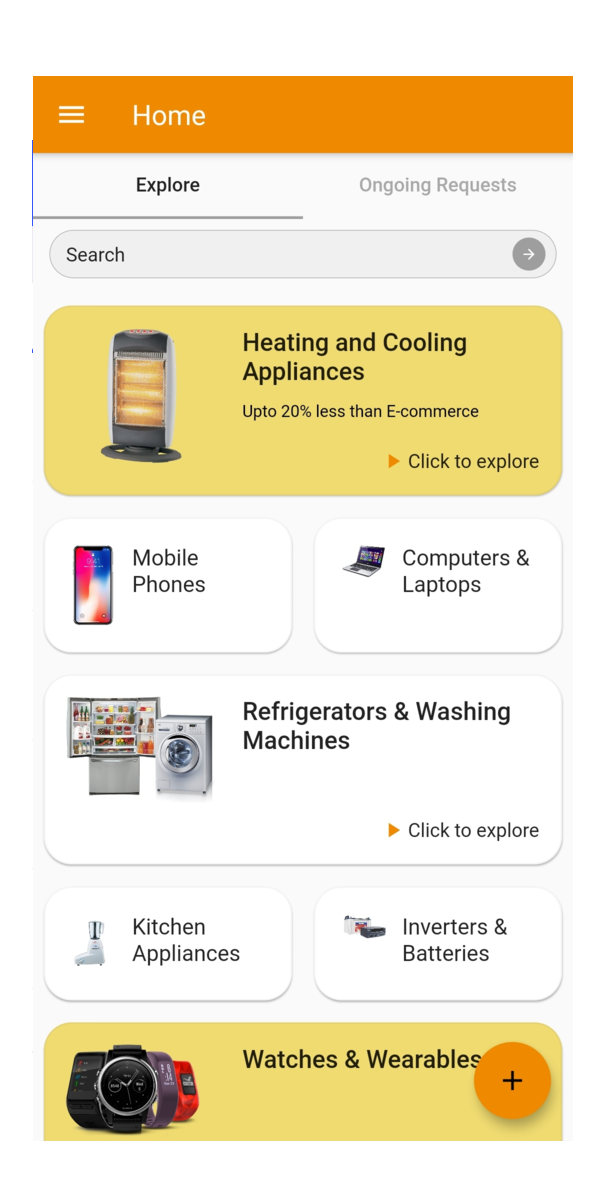 Home
Explore
Ongoing Requests
Search
Heating and Cooling
Appliances
Upto 20% less than E-commerce
Click to explore
Mobile
Phones
Computers &
Laptops
Refrigerators & Washing
Machines
Click to explore
Kitchen
Appliances
Inverters &
Batteries
Watches & Wearables
+